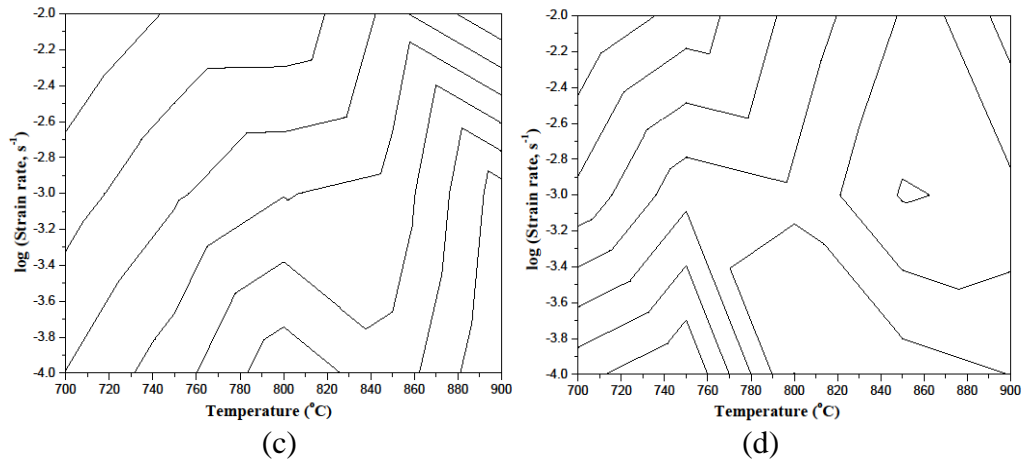 -2.0
-2.2
-2.4
-2.6
-2.8
-3.0
-3.2
-3.4
-3.6
-3.8
-4.0
log (Strain rate, s⁻¹)
700 720 740 760 780 800 820 840 860 880 900
Temperature (°C)
(c)
-2.0
-2.2
-2.4
-2.6
-2.8
-3.0
-3.2
-3.4
-3.6
-3.8
-4.0
log (Strain rate, s⁻¹)
700 720 740 760 780 800 820 840 860 880 900
Temperature (°C)
(d)